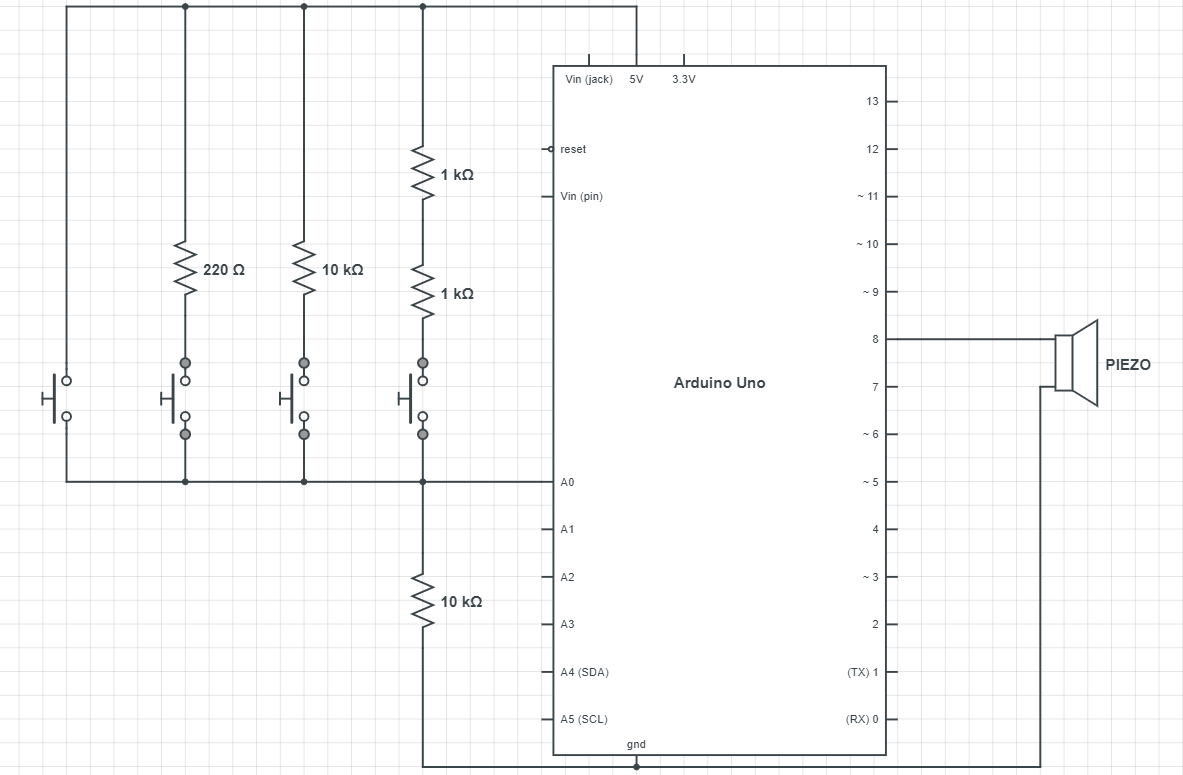 Vin (jack) 5V 3.3V
13
reset 12
1 kΩ
Vin (pin) ~ 11
~ 10
220 Ω 10 kΩ
1 kΩ ~ 9
8
PIEZO
Arduino Uno 7
~ 6
A0 ~ 5
A1 4
A2 ~ 3
10 kΩ
A3 2
A4 (SDA) (TX) 1
A5 (SCL) (RX) 0
gnd